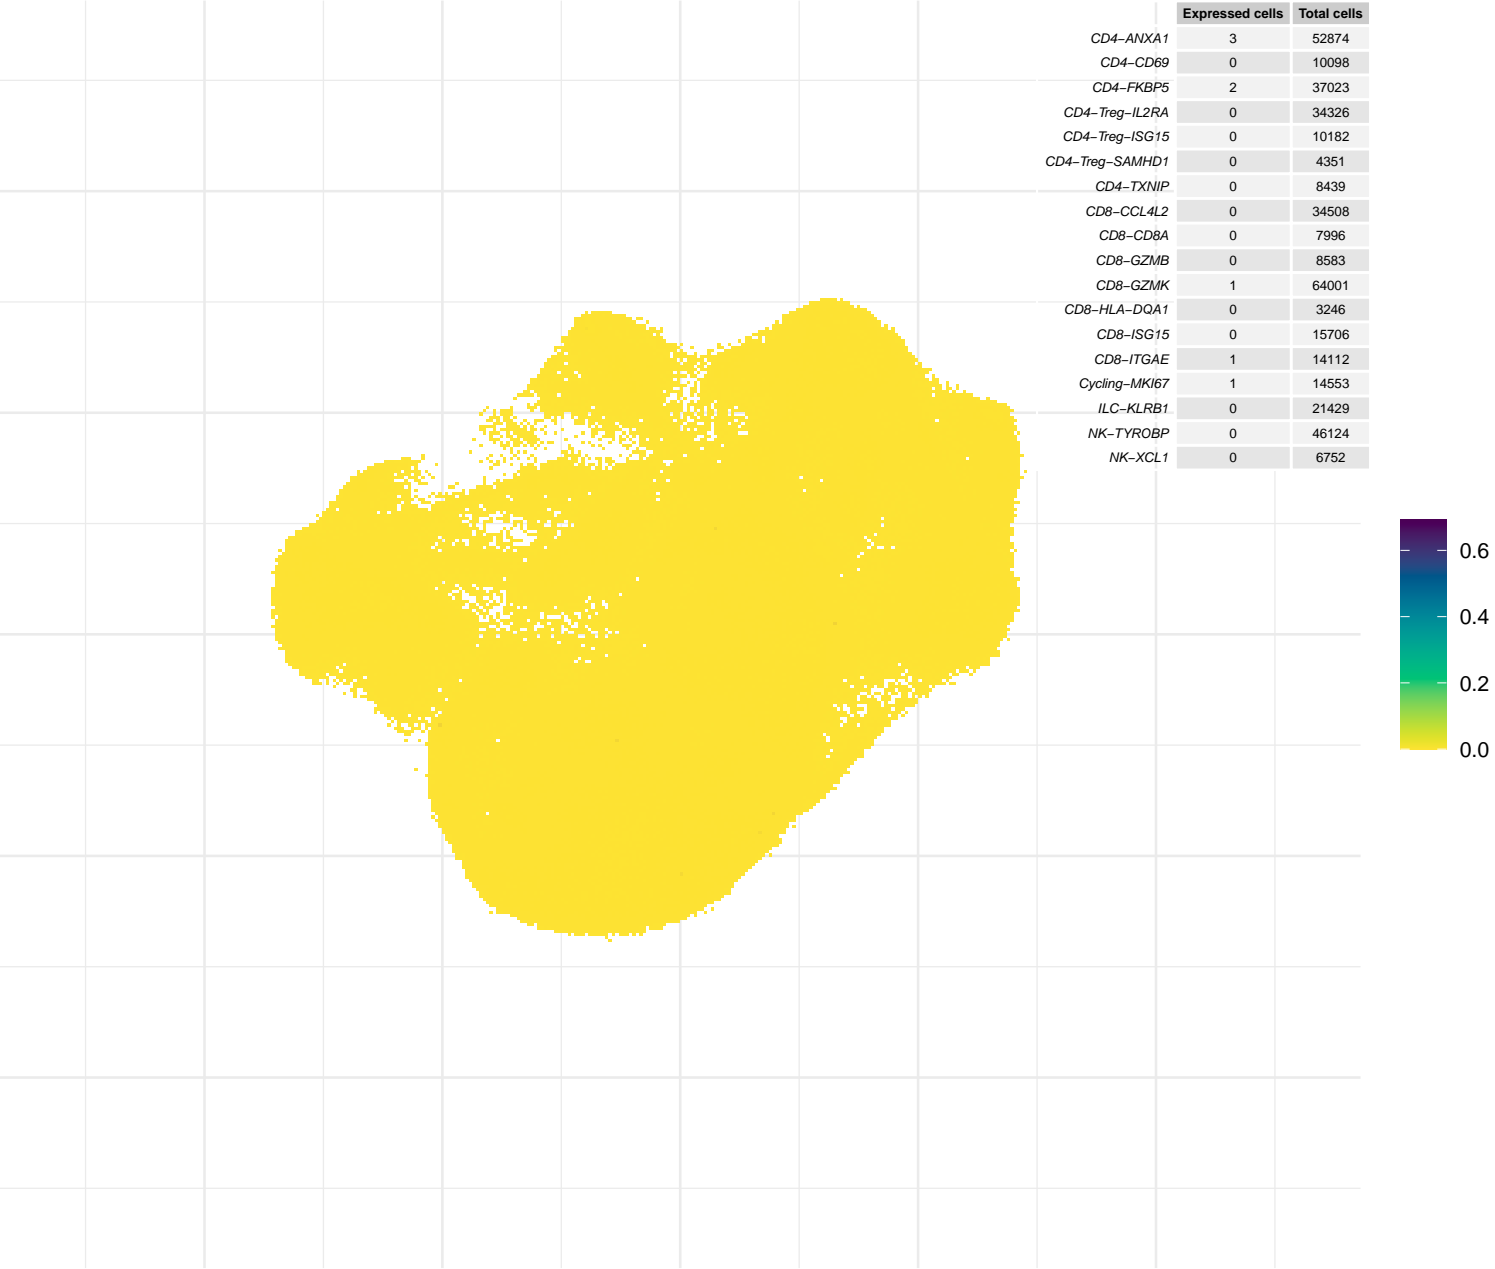 Expressed cells Total cells
CD4−ANXA1 3 52874
CD4−CD69 0 10098
CD4−FKBP5 2 37023
CD4−Treg−IL2RA 0 34326
CD4−Treg−ISG15 0 10182
CD4−Treg−SAMHD1 0 4351
CD4−TXNIP 0 8439
CD8−CCL4L2 0 34508
CD8−CD8A 0 7996
CD8−GZMB 0 8583
CD8−GZMK 1 64001
CD8−HLA−DQA1 0 3246
CD8−ISG15 0 15706
CD8−ITGAE 1 14112
Cycling−MKI67 1 14553
ILC−KLRB1 0 21429
NK−TYROBP 0 46124
NK−XCL1 0 6752
0.6
0.4
0.2
0.0